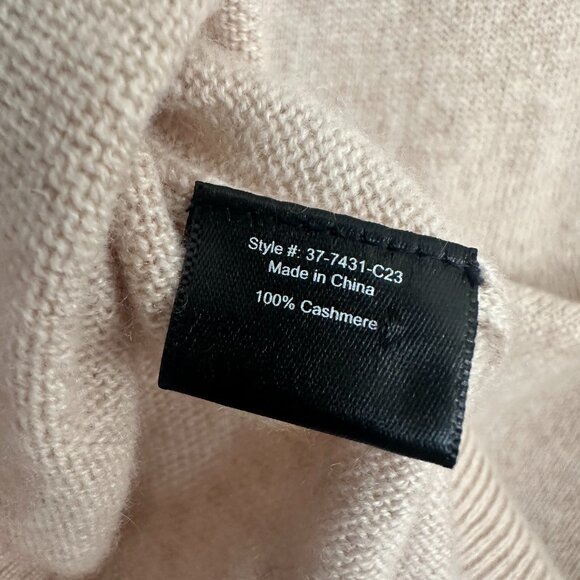 Style #: 37-7431-C23
Made in China
100% Cashmere